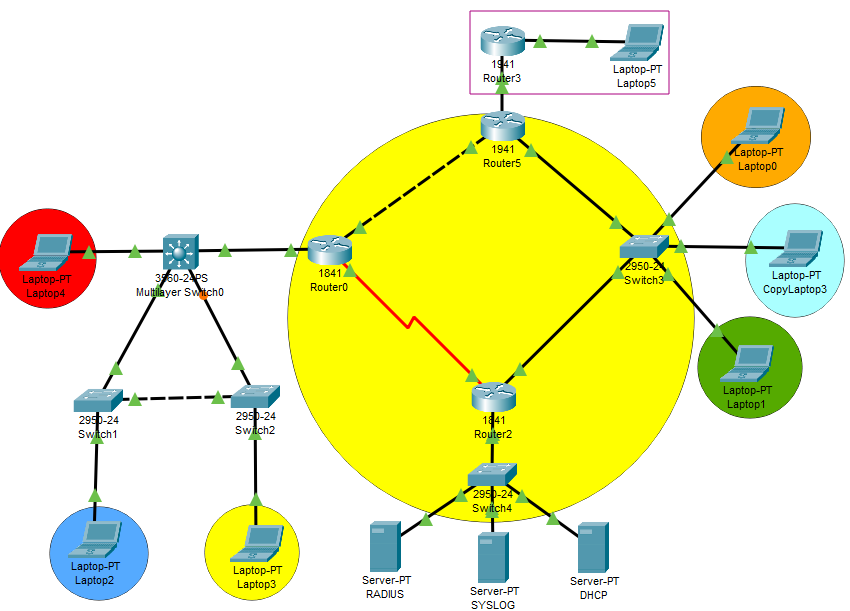 1941
Router3
Laptop-PT
Laptop5
1941
Router5
Laptop-PT
Laptop0
3560-24PS
Multilayer Switch0
1841
Router0
2950-24
Switch3
Laptop-PT
CopyLaptop3
Laptop-PT
Laptop4
Laptop-PT
Laptop1
2950-24
Switch1
2950-24
Switch2
1841
Router2
2950-24
Switch4
Laptop-PT
Laptop2
Laptop-PT
Laptop3
Server-PT
RADIUS
Server-PT
SYSLOG
Server-PT
DHCP